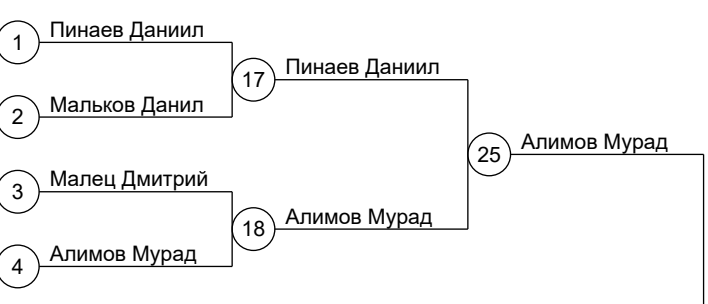 1 Пинаев Даниил
2 Мальков Данил
17 Пинаев Даниил
3 Малец Дмитрий
4 Алимов Мурад
18 Алимов Мурад
25 Алимов Мурад